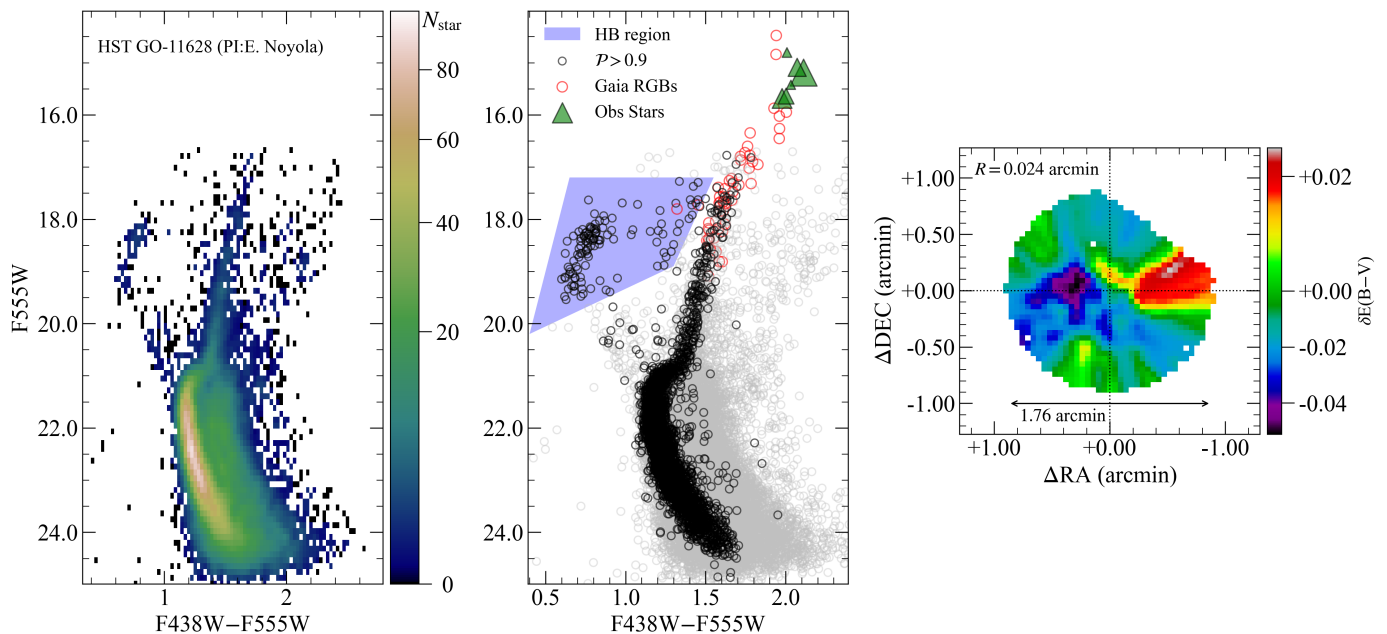 HST GO-11628 (PI:E. Noyola)
F555W
16.0
18.0
20.0
22.0
24.0
1
2
F438W−F555W
N_star
80
60
40
20
0
HB region
𝒫 > 0.9
Gaia RGBs
Obs Stars
16.0
18.0
20.0
22.0
24.0
0.5
1.0
1.5
2.0
F438W−F555W
R = 0.024 arcmin
ΔDEC (arcmin)
+1.00
+0.50
+0.00
-0.50
-1.00
1.76 arcmin
+1.00
+0.00
-1.00
ΔRA (arcmin)
+0.02
+0.00
-0.02
-0.04
δE(B−V)